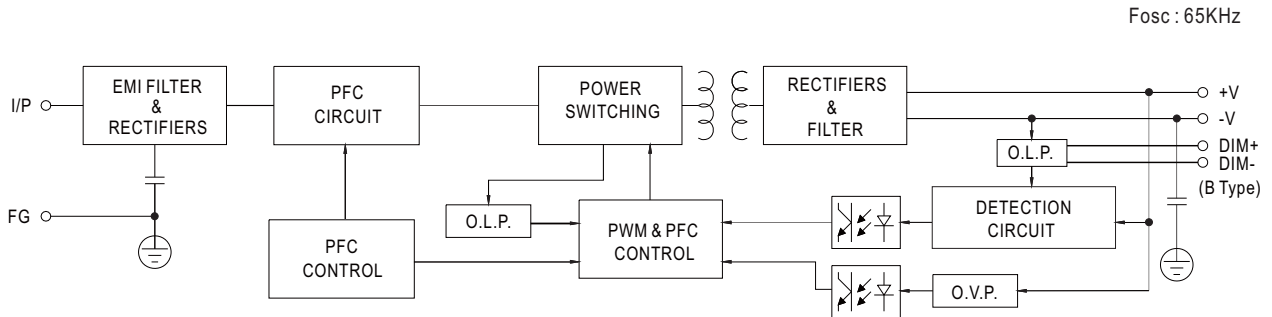 Fosc : 65KHz
I/P
EMI FILTER
&
RECTIFIERS
PFC
CIRCUIT
POWER
SWITCHING
RECTIFIERS
&
FILTER
+V
-V
DIM+
DIM-
(B Type)
O.L.P.
FG
PFC
CONTROL
O.L.P.
PWM & PFC
CONTROL
DETECTION
CIRCUIT
O.V.P.